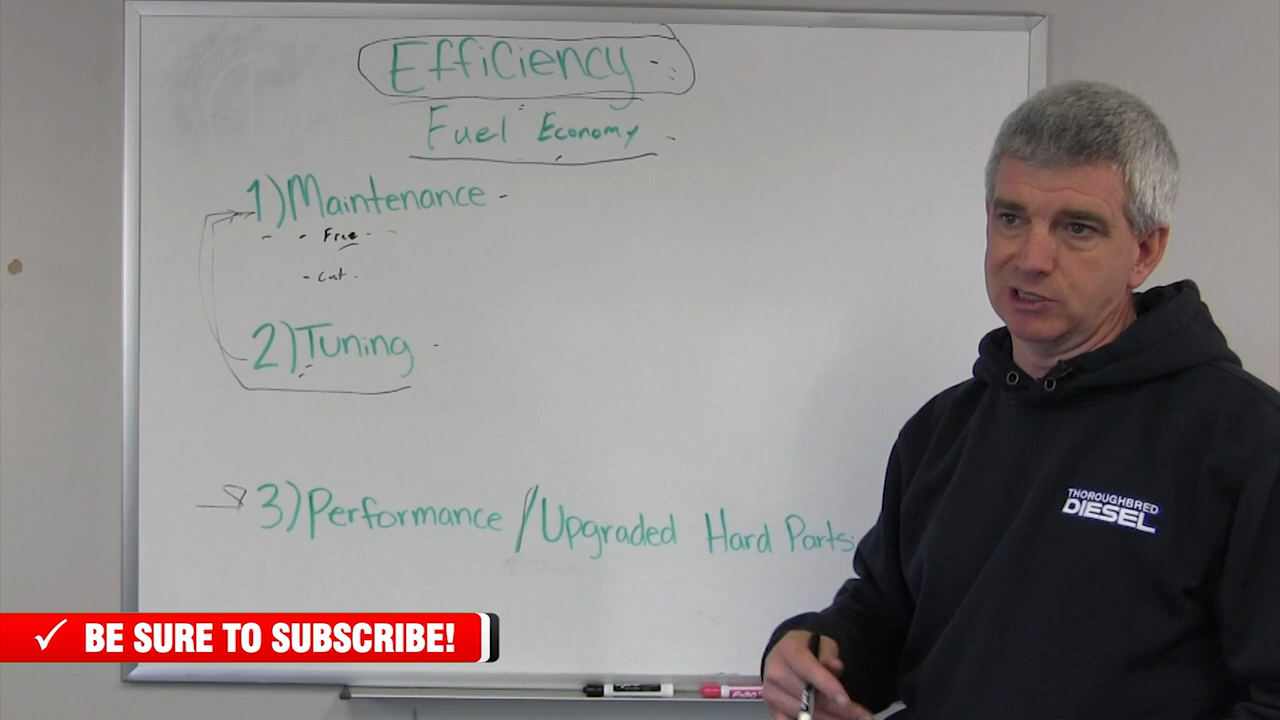 Efficiency
Fuel Economy
1) Maintenance -
- Free -
- Cost -
2) Tuning -
3) Performance / Upgraded Hard Parts
THOROUGHBRED
DIESEL
✓ BE SURE TO SUBSCRIBE!